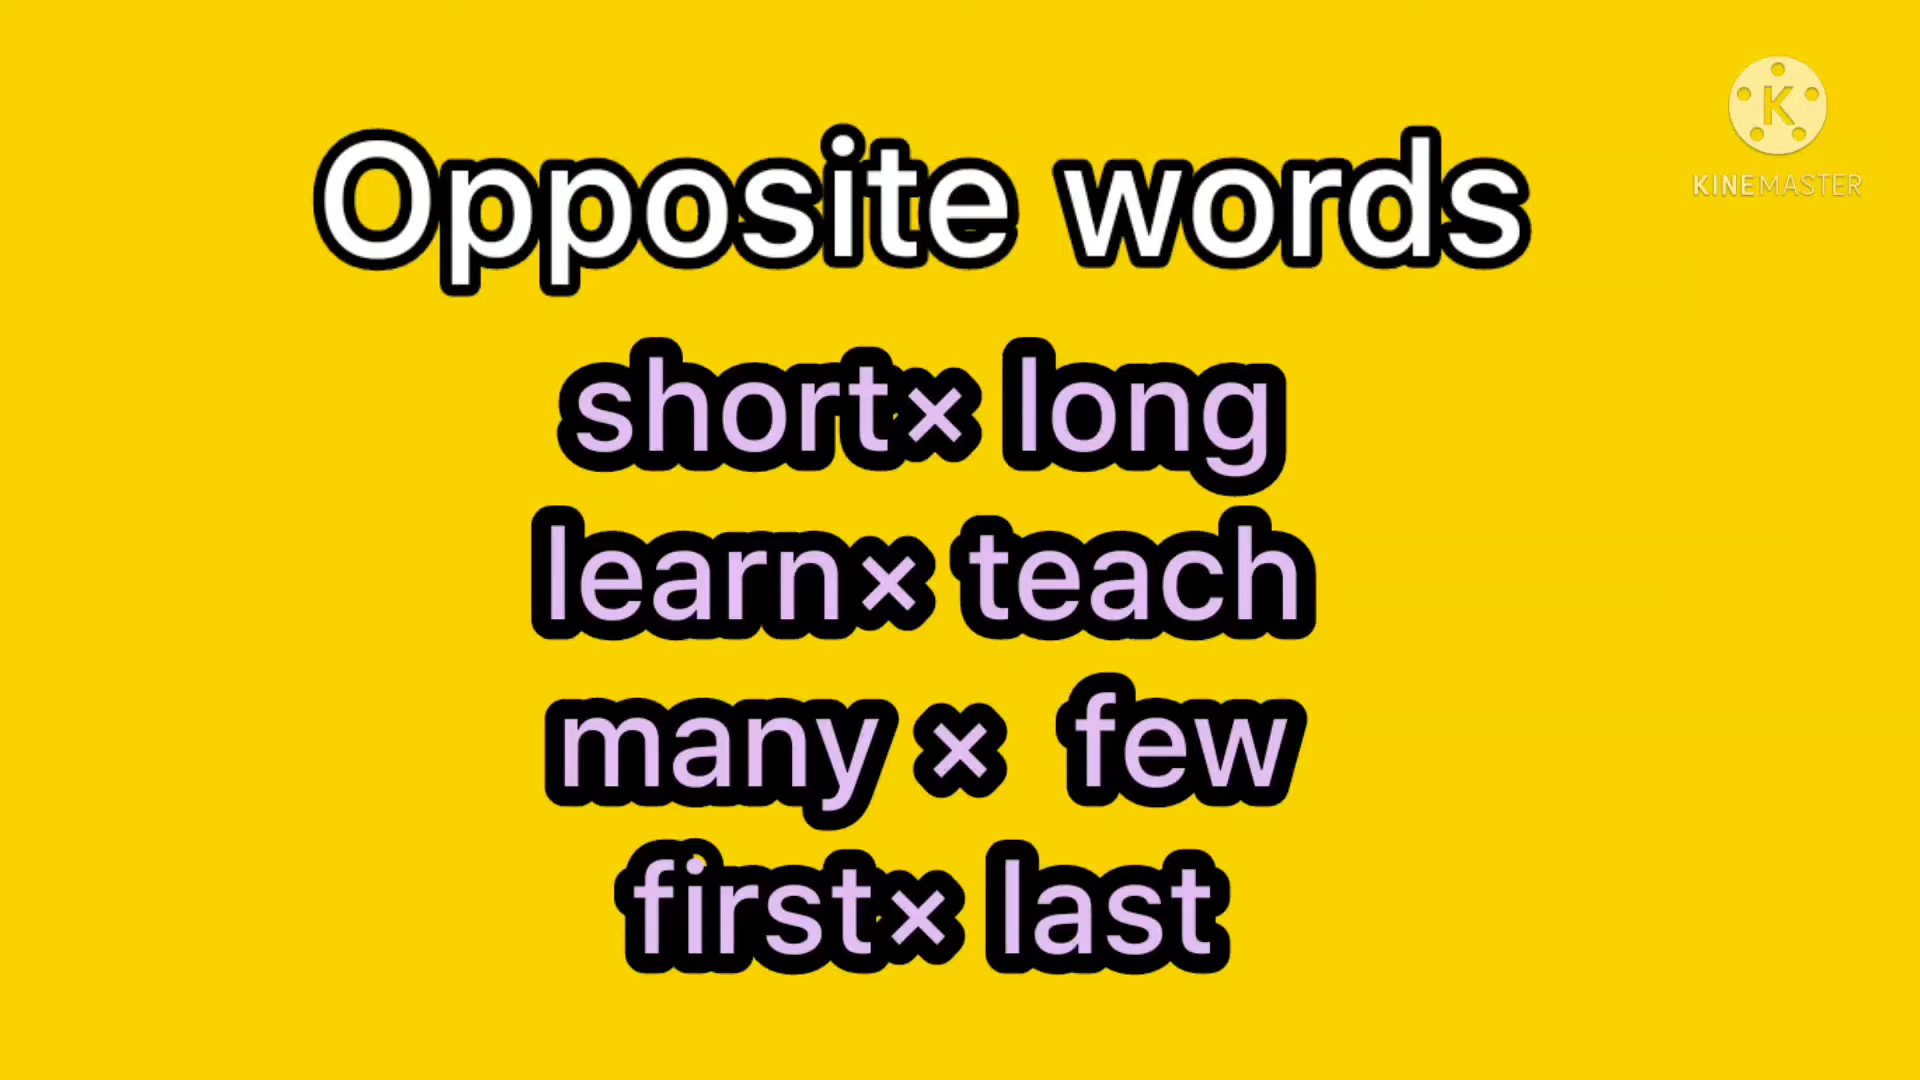 Opposite words
K
KINEMASTER
short× long
learn× teach
many × few
first× last